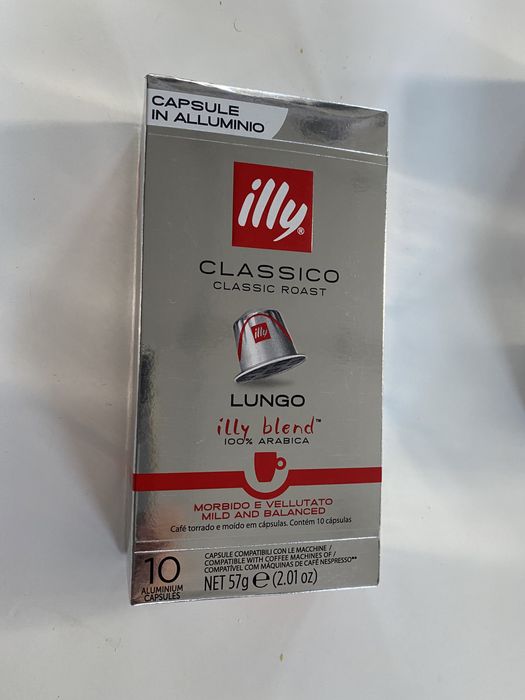 CAPSULE
IN ALLUMINIO
illy®
CLASSICO
CLASSIC ROAST
illy
LUNGO
illy blend™
100% ARABICA
MORBIDO E VELLUTATO
MILD AND BALANCED
Café torrado e moído em cápsulas. Contém 10 cápsulas
10
ALUMINIUM
CAPSULES
CAPSULE COMPATIBILI CON LE MACCHINE /
COMPATIBLE WITH COFFEE MACHINES OF /
COMPATÍVEL COM MÁQUINAS DE CAFÉ NESPRESSO**
NET 57g e (2.01 oz)